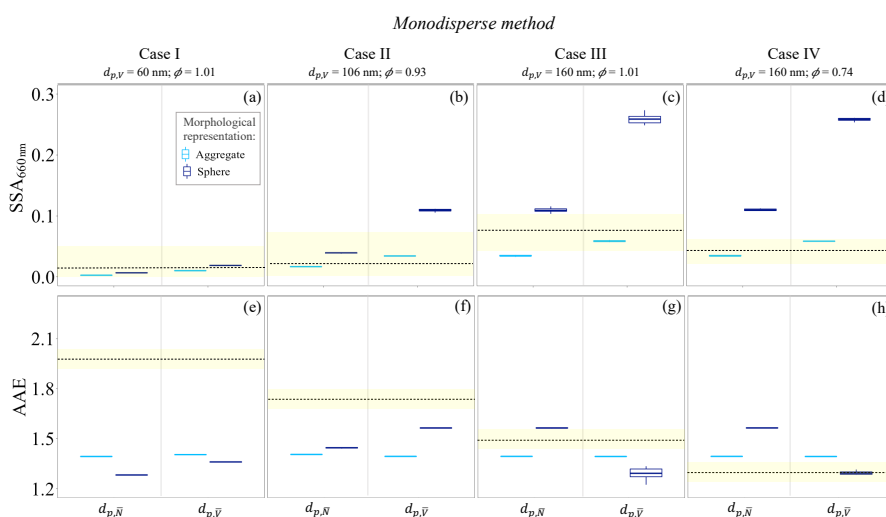 Monodisperse method
Case I
Case II
Case III
Case IV
d_{p,V} = 60 nm; ϕ = 1.01
d_{p,V} = 106 nm; ϕ = 0.93
d_{p,V} = 160 nm; ϕ = 1.01
d_{p,V} = 160 nm; ϕ = 0.74
SSA_{660nm}
0.3
0.2
0.1
0.0
(a)
(b)
(c)
(d)
Morphological
representation:
Aggregate
Sphere
AAE
2.1
1.8
1.5
1.2
(e)
(f)
(g)
(h)
d_{p,N̅} d_{p,V̅} d_{p,N̅} d_{p,V̅} d_{p,N̅} d_{p,V̅} d_{p,N̅} d_{p,V̅}